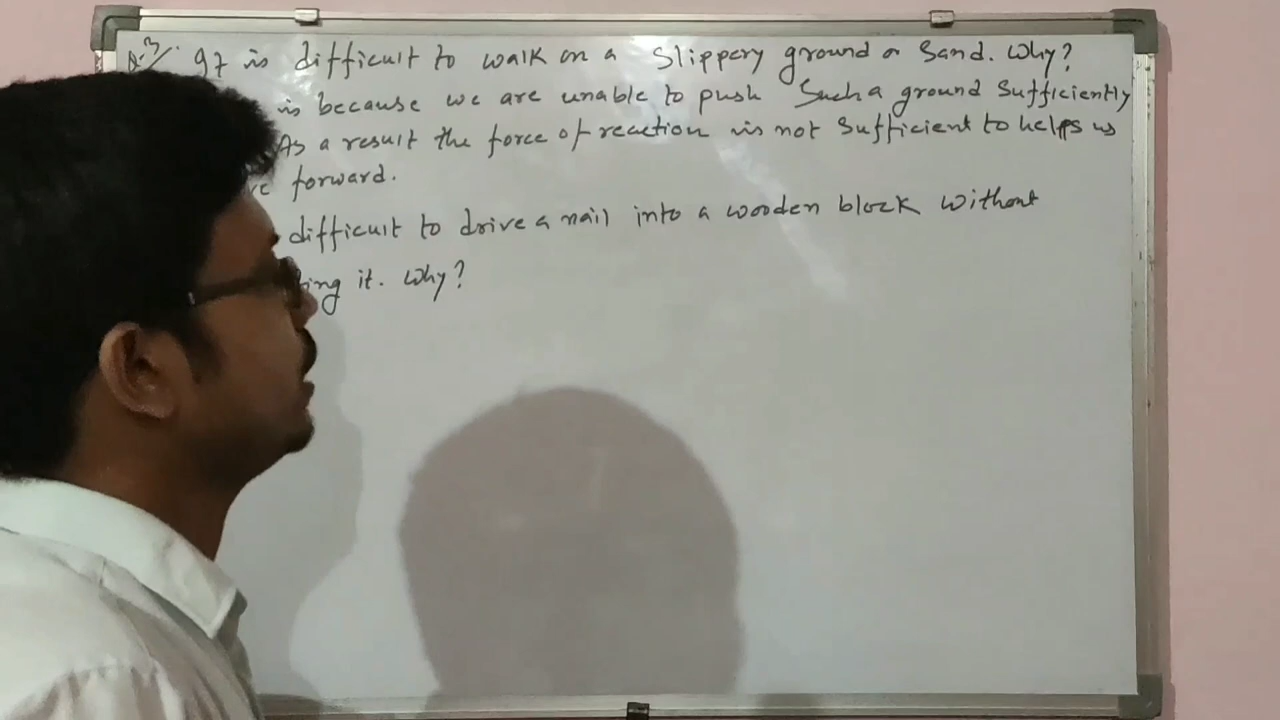 Q.3. It is difficult to walk on a slippery ground or Sand. Why?
is because we are unable to push Such a ground Sufficiently
As a result the force of reaction is not Sufficient to helps us
forward.
difficult to drive a nail into a wooden block without
it. Why?